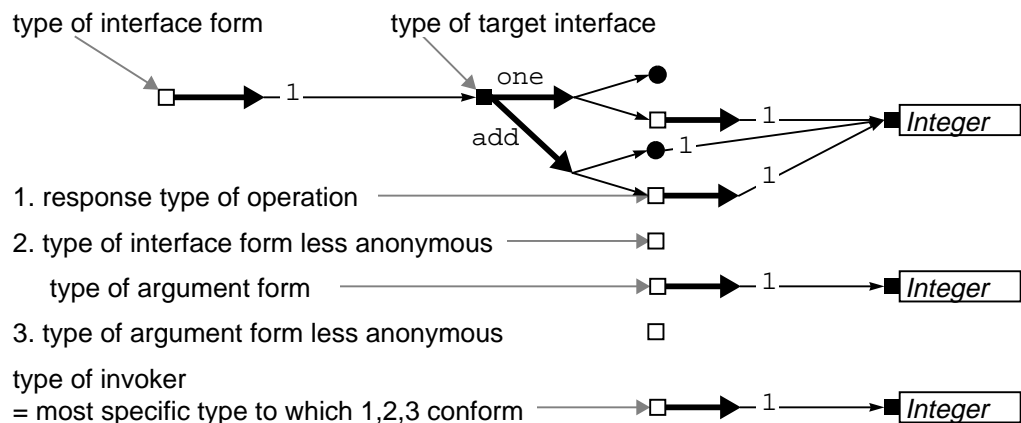 type of interface form type of target interface
one
1
1 Integer
add
1
1
1. response type of operation
2. type of interface form less anonymous
type of argument form 1 Integer
3. type of argument form less anonymous
type of invoker
= most specific type to which 1,2,3 conform 1 Integer